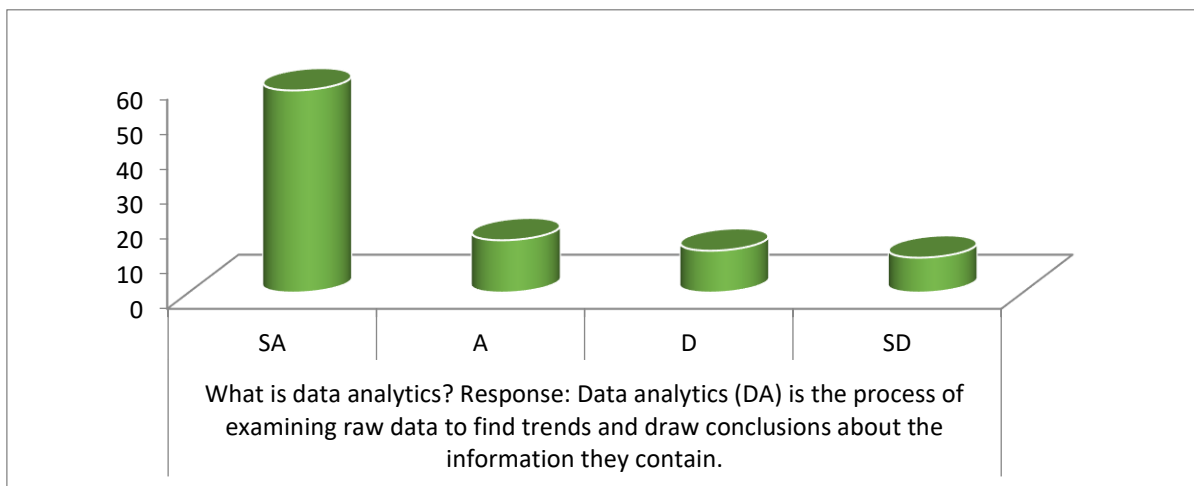 60
50
40
30
20
10
0
SA A D SD
What is data analytics? Response: Data analytics (DA) is the process of
examining raw data to find trends and draw conclusions about the
information they contain.